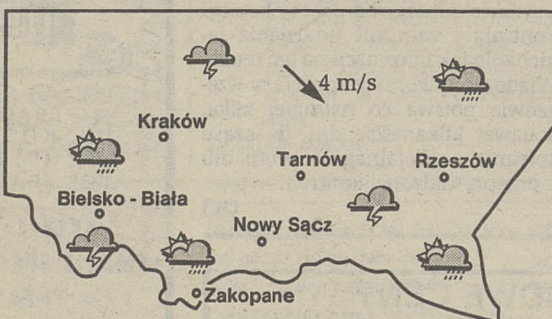 4 m/s
Kraków
Tarnów
Rzeszów
Bielsko - Biała
Nowy Sącz
Zakopane